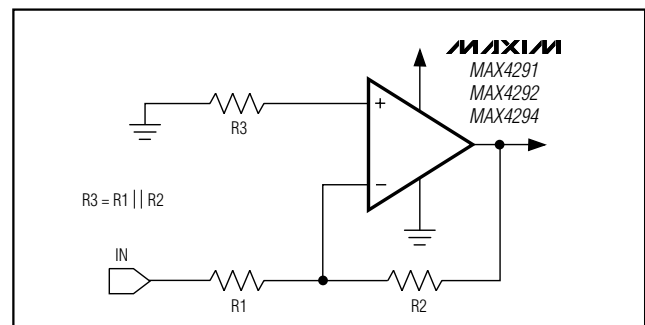 MAXIM
MAX4291
MAX4292
MAX4294
+
R3
−
R3 = R1 || R2
IN
R1
R2